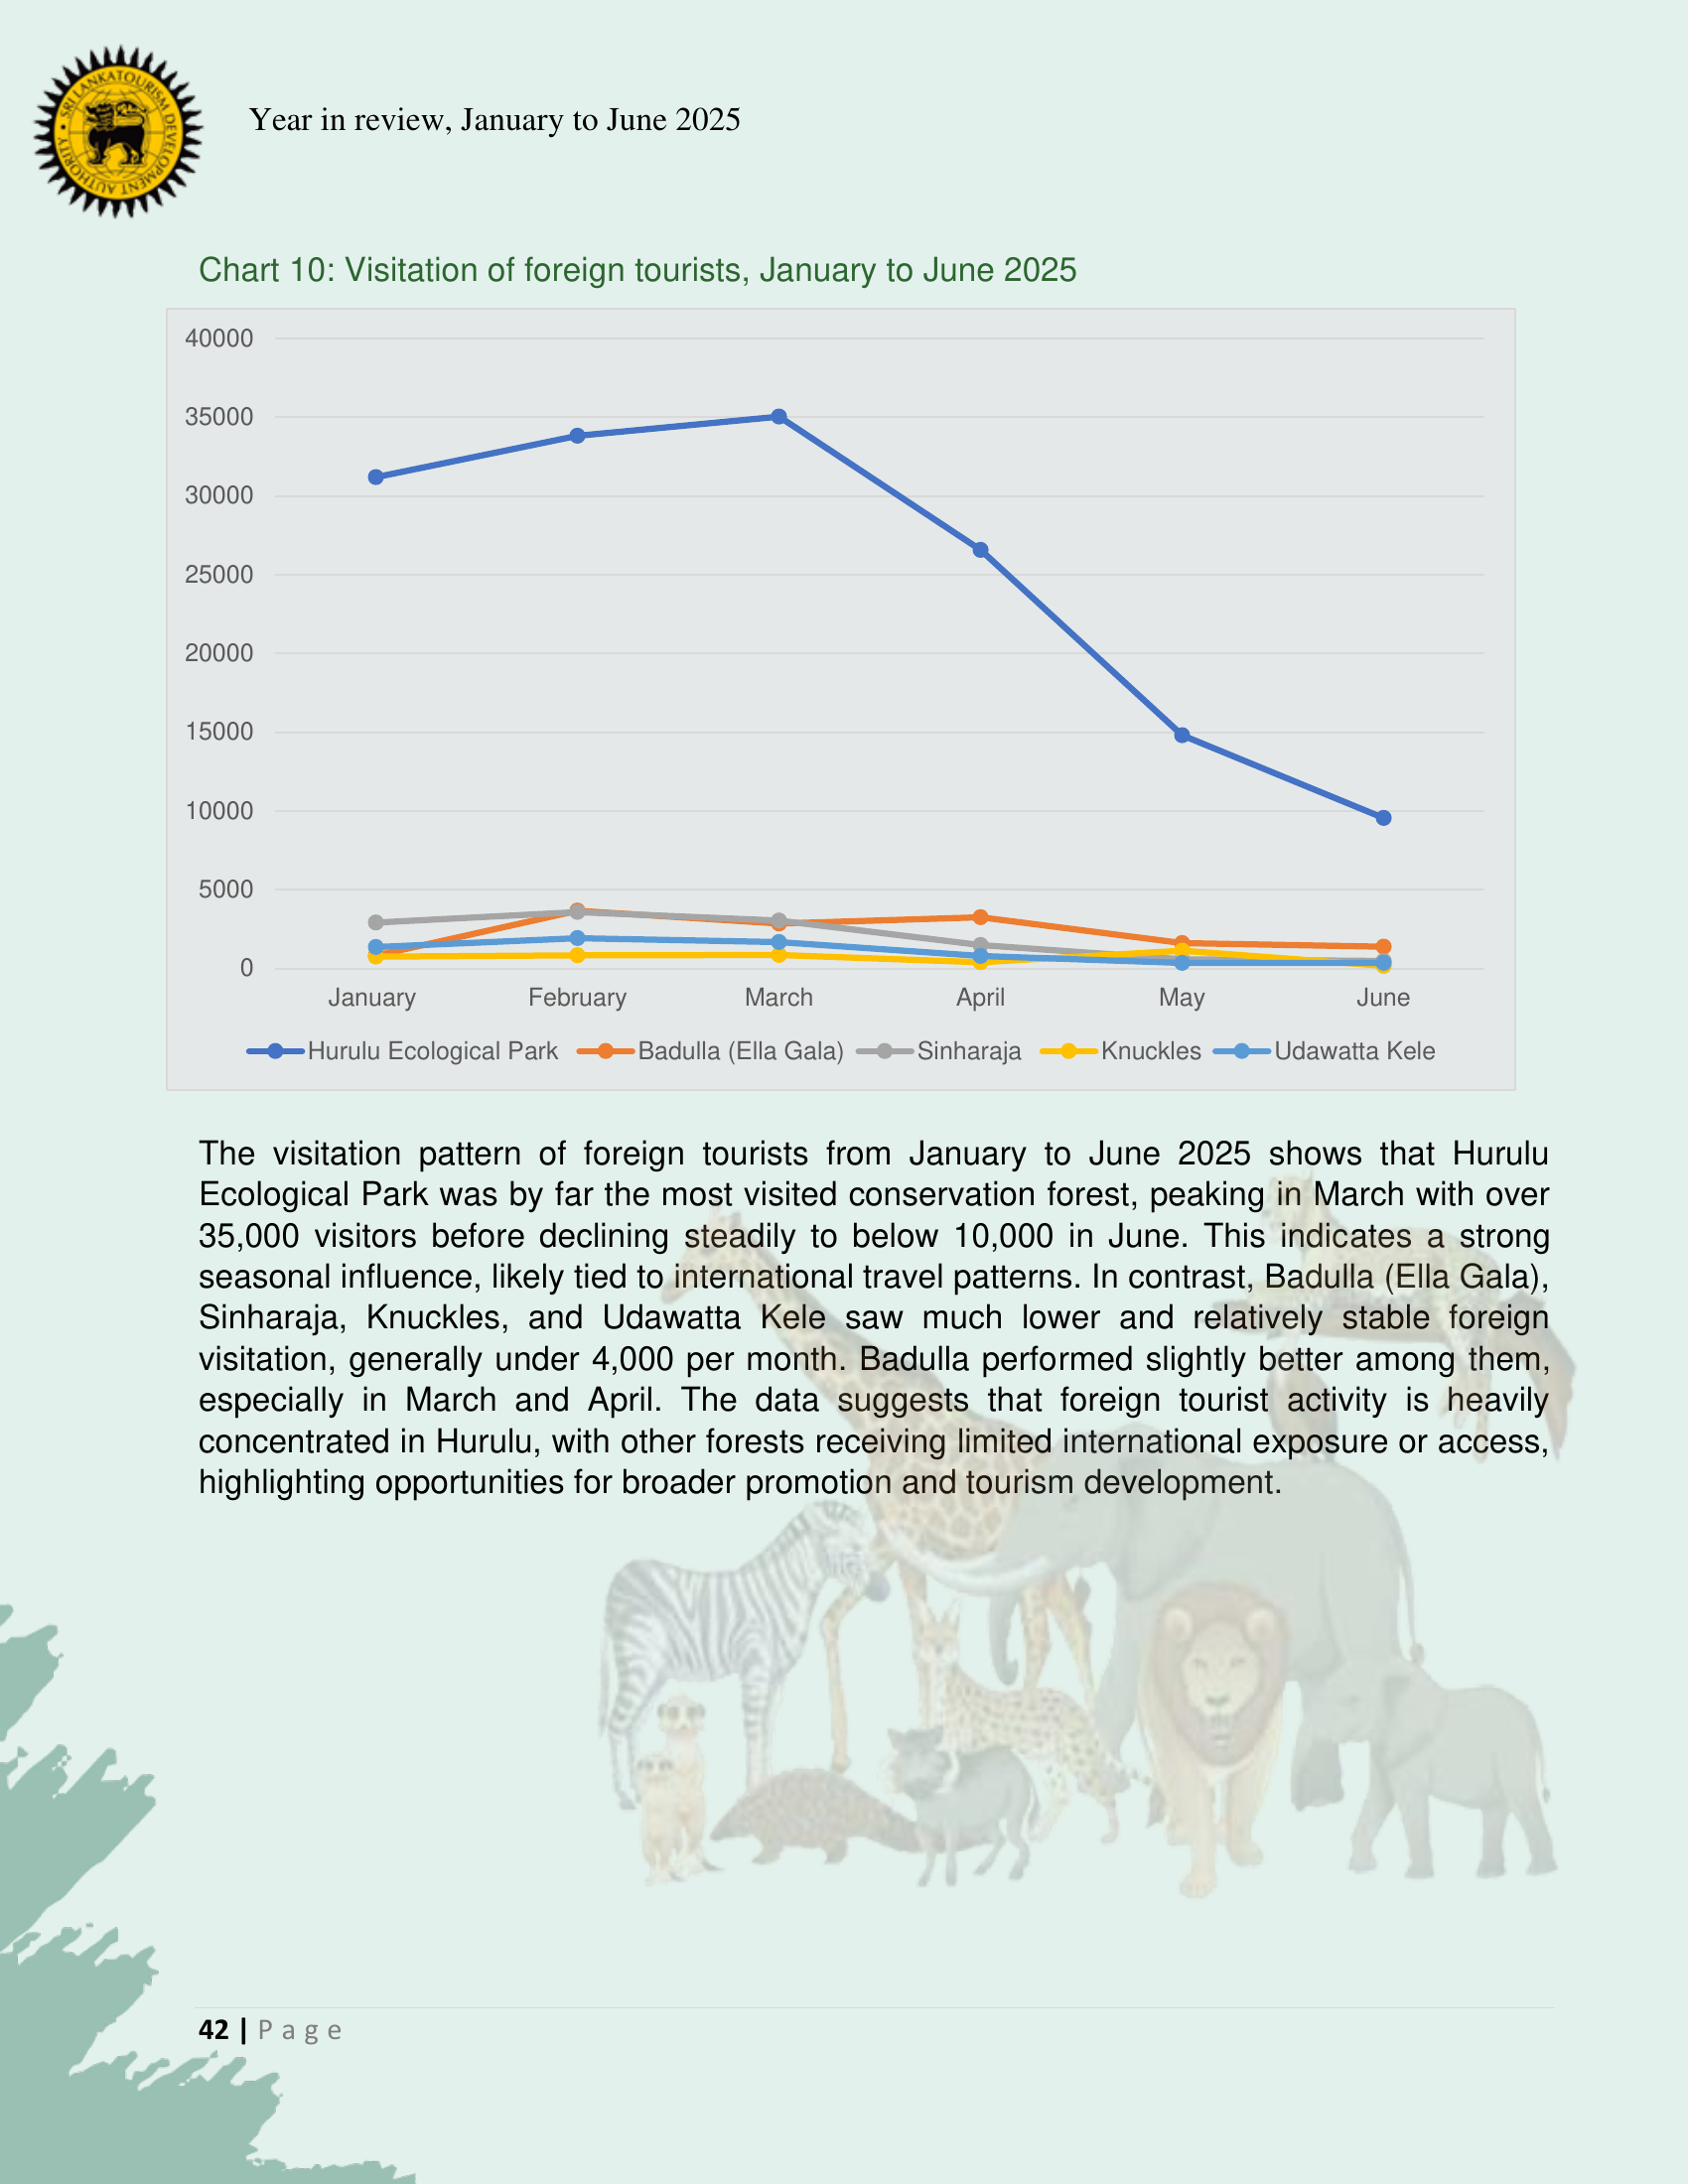 SRI LANKA TOURISM DEVELOPMENT AUTHORITY
Year in review, January to June 2025
Chart 10: Visitation of foreign tourists, January to June 2025
40000
35000
30000
25000
20000
15000
10000
5000
0
January February March April May June
Hurulu Ecological Park Badulla (Ella Gala) Sinharaja Knuckles Udawatta Kele
The visitation pattern of foreign tourists from January to June 2025 shows that Hurulu
Ecological Park was by far the most visited conservation forest, peaking in March with over
35,000 visitors before declining steadily to below 10,000 in June. This indicates a strong
seasonal influence, likely tied to international travel patterns. In contrast, Badulla (Ella Gala),
Sinharaja, Knuckles, and Udawatta Kele saw much lower and relatively stable foreign
visitation, generally under 4,000 per month. Badulla performed slightly better among them,
especially in March and April. The data suggests that foreign tourist activity is heavily
concentrated in Hurulu, with other forests receiving limited international exposure or access,
highlighting opportunities for broader promotion and tourism development.
42 | Page